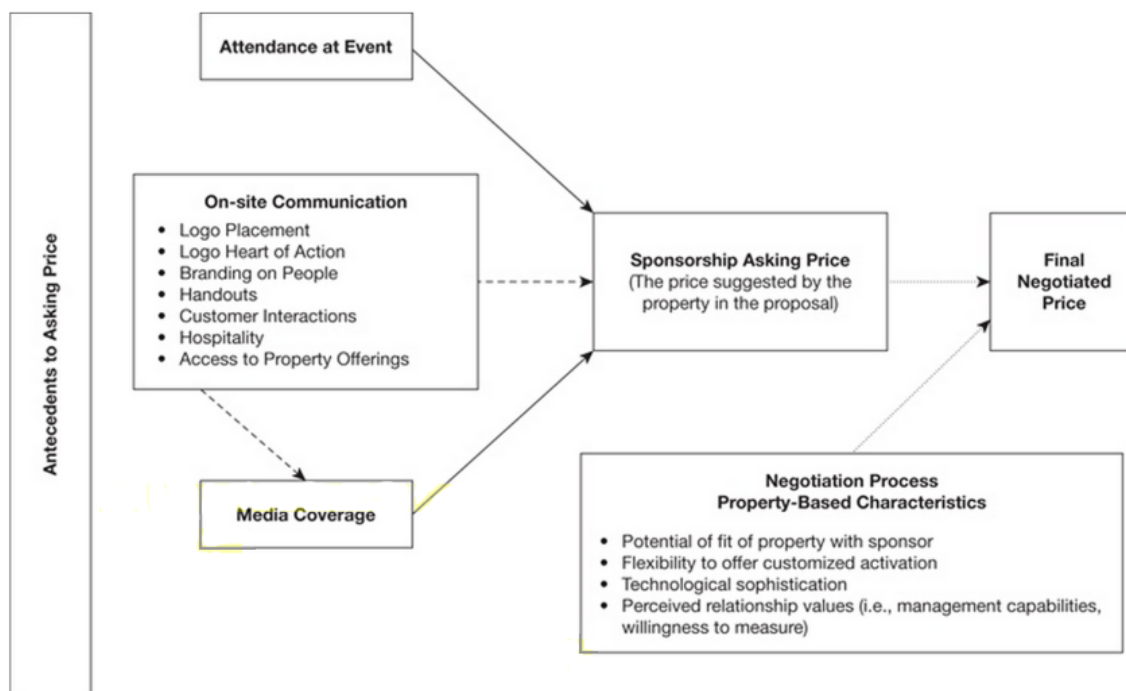 Antecedents to Asking Price
Attendance at Event
On-site Communication
• Logo Placement
• Logo Heart of Action
• Branding on People
• Handouts
• Customer Interactions
• Hospitality
• Access to Property Offerings
Media Coverage
Sponsorship Asking Price
(The price suggested by the
property in the proposal)
Final
Negotiated
Price
Negotiation Process
Property-Based Characteristics
• Potential of fit of property with sponsor
• Flexibility to offer customized activation
• Technological sophistication
• Perceived relationship values (i.e., management capabilities,
willingness to measure)